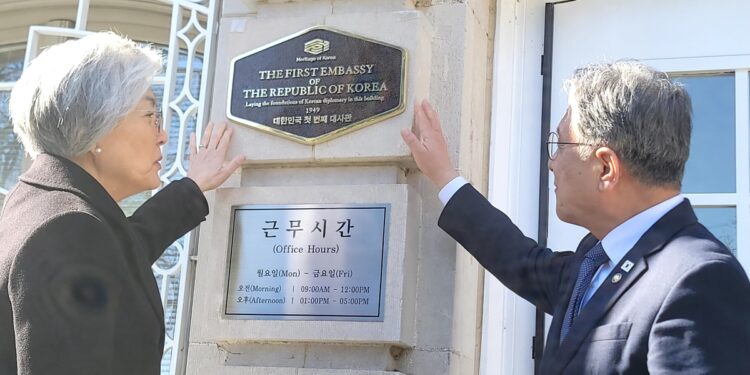 Heritage of Korea
THE FIRST EMBASSY
OF
THE REPUBLIC OF KOREA
Laying the foundations of Korean diplomacy in this building.
1949
대한민국 첫 번째 대사관
근무시간
(Office Hours)
월요일(Mon) - 금요일(Fri)
오전(Morning) | 09:00AM - 12:00PM
오후(Afternoon) | 01:00PM - 05:00PM